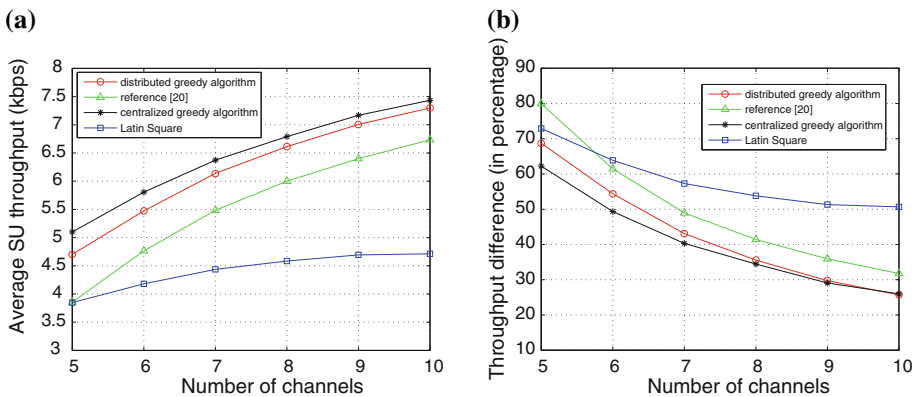 (a)
Average SU throughput (kbps)
8
7.5
7
6.5
6
5.5
5
4.5
4
3.5
3
distributed greedy algorithm
reference [20]
centralized greedy algorithm
Latin Square
5 6 7 8 9 10
Number of channels
(b)
Throughput difference (in percentage)
90
80
70
60
50
40
30
20
10
distributed greedy algorithm
reference [20]
centralized greedy algorithm
Latin Square
5 6 7 8 9 10
Number of channels